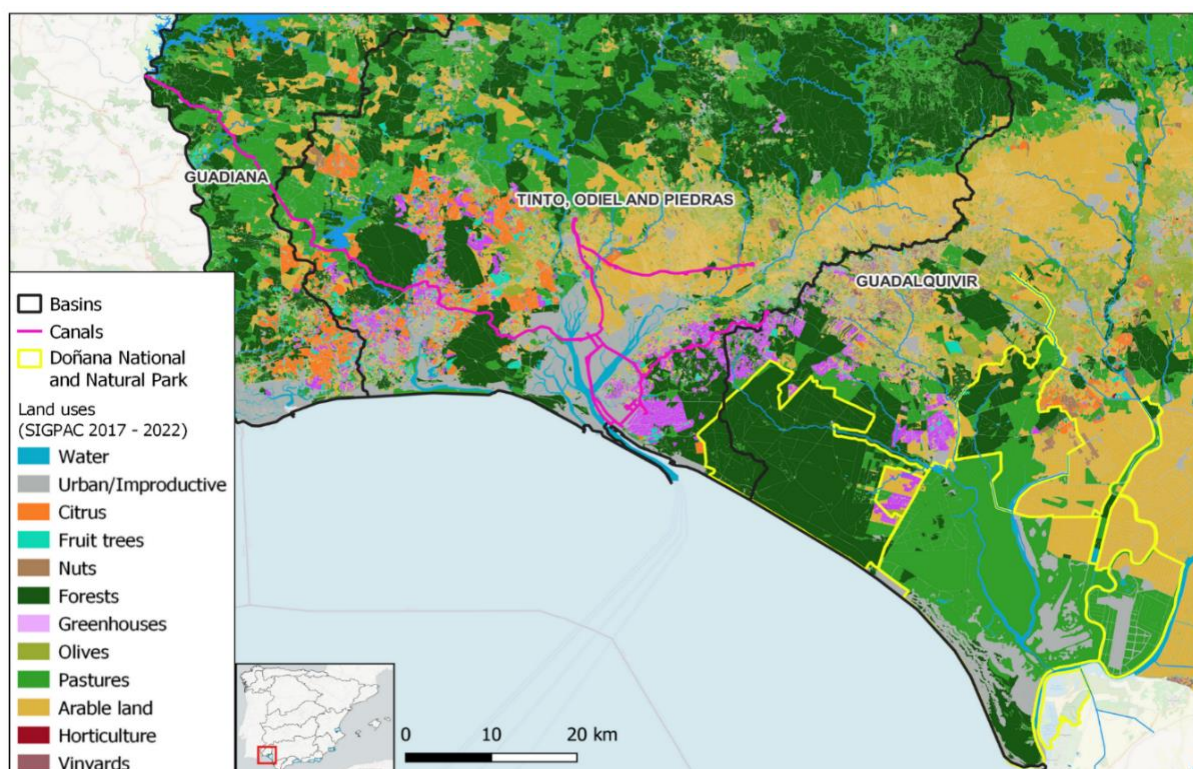 GUADIANA
TINTO, ODIEL AND PIEDRAS
GUADALQUIVIR
Basins
Canals
Doñana National
and Natural Park
Land uses
(SIGPAC 2017 - 2022)
Water
Urban/Improductive
Citrus
Fruit trees
Nuts
Forests
Greenhouses
Olives
Pastures
Arable land
Horticulture
Vinyards
0 10 20 km